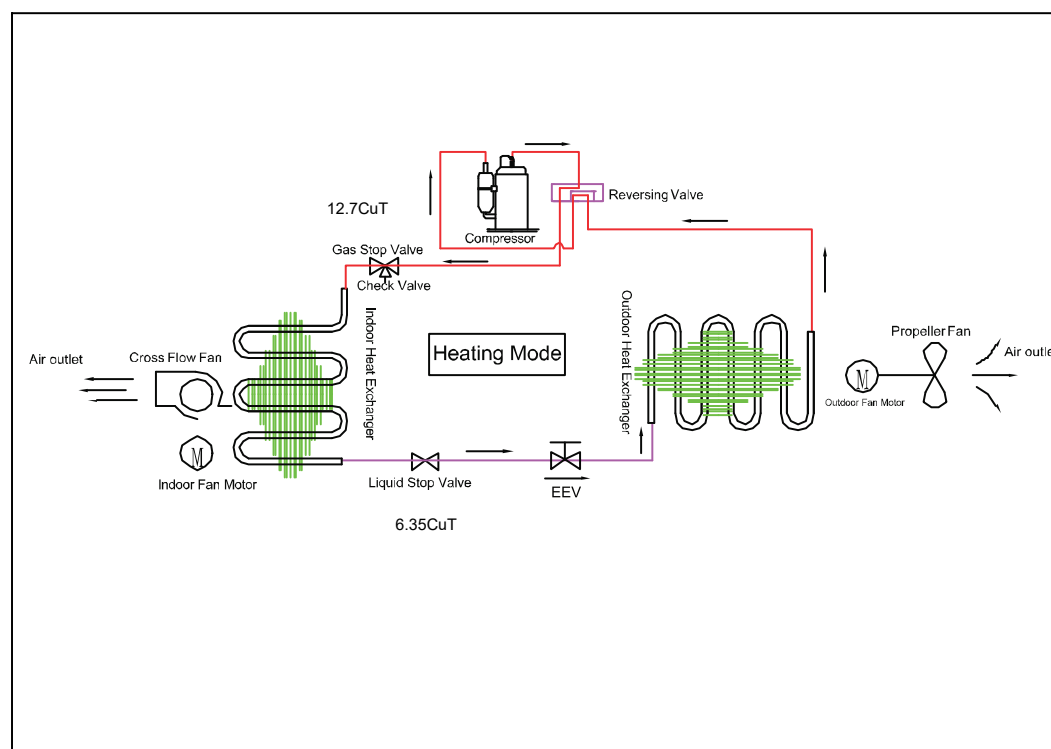 12.7CuT
Reversing Valve
Compressor
Gas Stop Valve
Check Valve
Indoor Heat Exchanger
Outdoor Heat Exchanger
Heating Mode
Air outlet
Cross Flow Fan
M
Indoor Fan Motor
Propeller Fan
Air outle
M
Outdoor Fan Motor
Liquid Stop Valve
EEV
6.35CuT